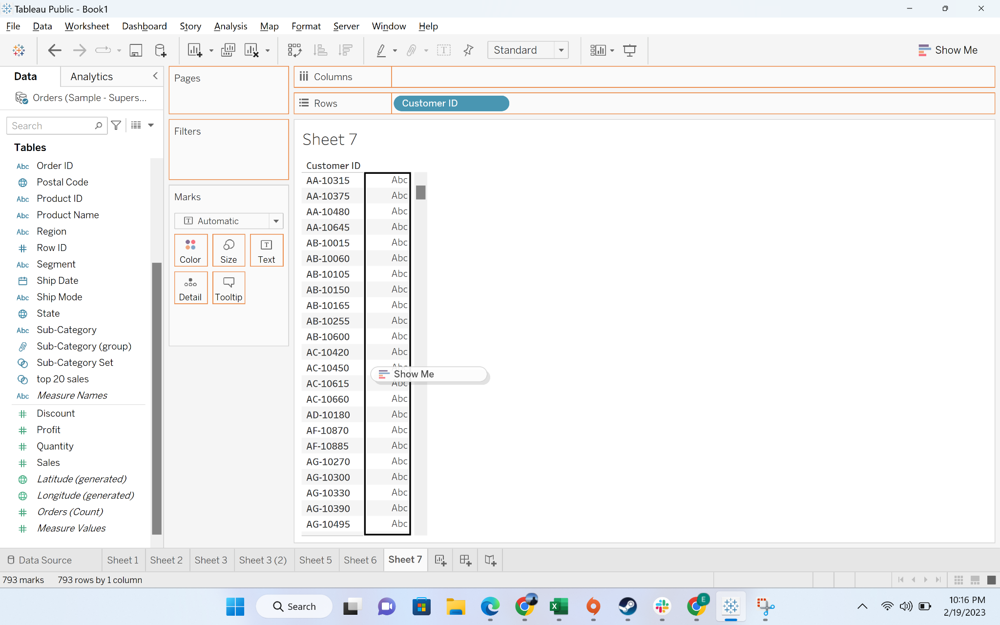 Tableau Public - Book1
File Data Worksheet Dashboard Story Analysis Map Format Server Window Help
Standard
Show Me
Data
Analytics
Orders (Sample - Supers...
Search
Tables
Abc Order ID
Postal Code
Abc Product ID
Abc Product Name
Abc Region
# Row ID
Abc Segment
Ship Date
Abc Ship Mode
State
Abc Sub-Category
Sub-Category (group)
Sub-Category Set
top 20 sales
Abc Measure Names
# Discount
# Profit
# Quantity
# Sales
Latitude (generated)
Longitude (generated)
# Orders (Count)
# Measure Values
Pages
Filters
Marks
T Automatic
Color
Size
T Text
Detail
Tooltip
Columns
Rows
Customer ID
Sheet 7
Customer ID
AA-10315 Abc
AA-10375 Abc
AA-10480 Abc
AA-10645 Abc
AB-10015 Abc
AB-10060 Abc
AB-10105 Abc
AB-10150 Abc
AB-10165 Abc
AB-10255 Abc
AB-10600 Abc
AC-10420 Abc
AC-10450 Abc
Show Me
AC-10615 Abc
AC-10660 Abc
AD-10180 Abc
AF-10870 Abc
AF-10885 Abc
AG-10270 Abc
AG-10300 Abc
AG-10330 Abc
AG-10390 Abc
AG-10495 Abc
Data Source Sheet 1 Sheet 2 Sheet 3 Sheet 3 (2) Sheet 5 Sheet 6 Sheet 7
793 marks 793 rows by 1 column
Search
E
10:16 PM
2/19/2023